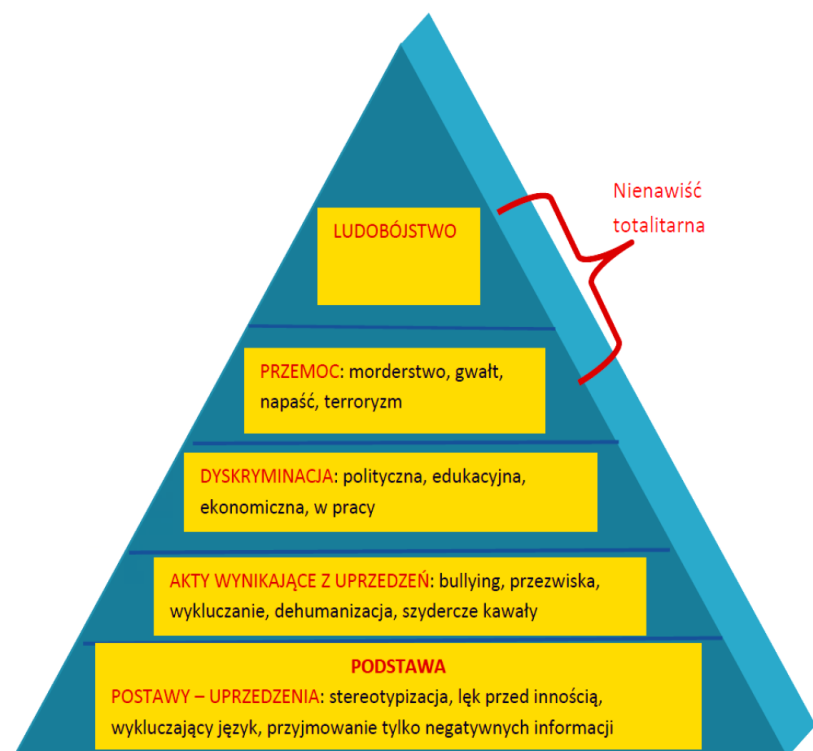 Nienawiść
totalitarna
LUDOBÓJSTWO
PRZEMOC: morderstwo, gwałt,
napaść, terroryzm
DYSKRYMINACJA: polityczna, edukacyjna,
ekonomiczna, w pracy
AKTY WYNIKAJĄCE Z UPRZEDZEŃ: bullying, przezwiska,
wykluczanie, dehumanizacja, szydercze kawały
PODSTAWA
POSTAWY – UPRZEDZENIA: stereotypizacja, lęk przed innością,
wykluczający język, przyjmowanie tylko negatywnych informacji